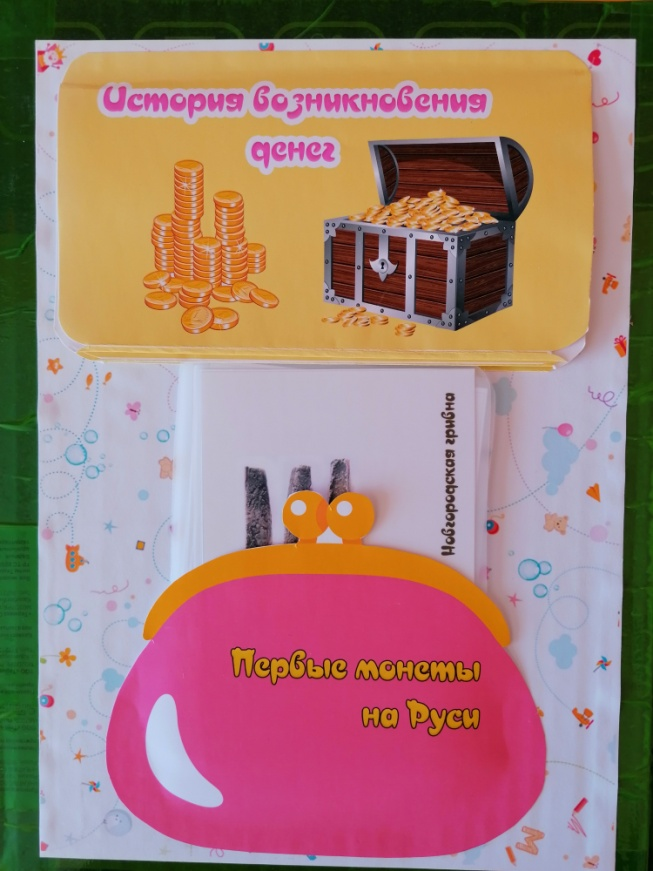 История возникновения
денег
Новгородская гривна
Первые монеты
на Руси